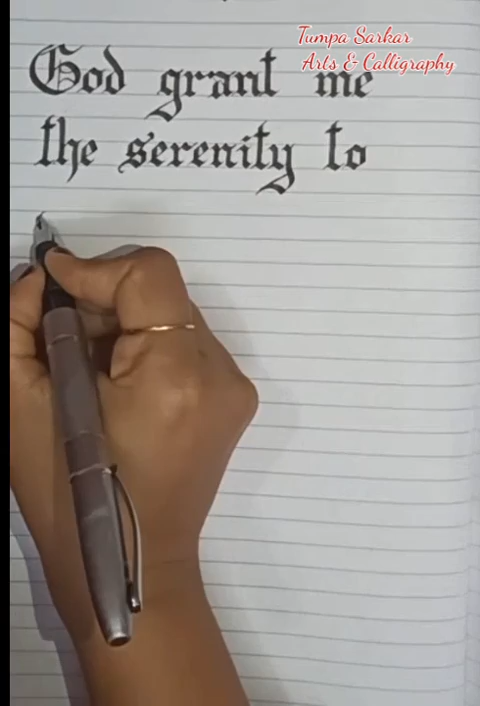 Tumpa Sarkar
Arts & Calligraphy
God grant me
the serenity to